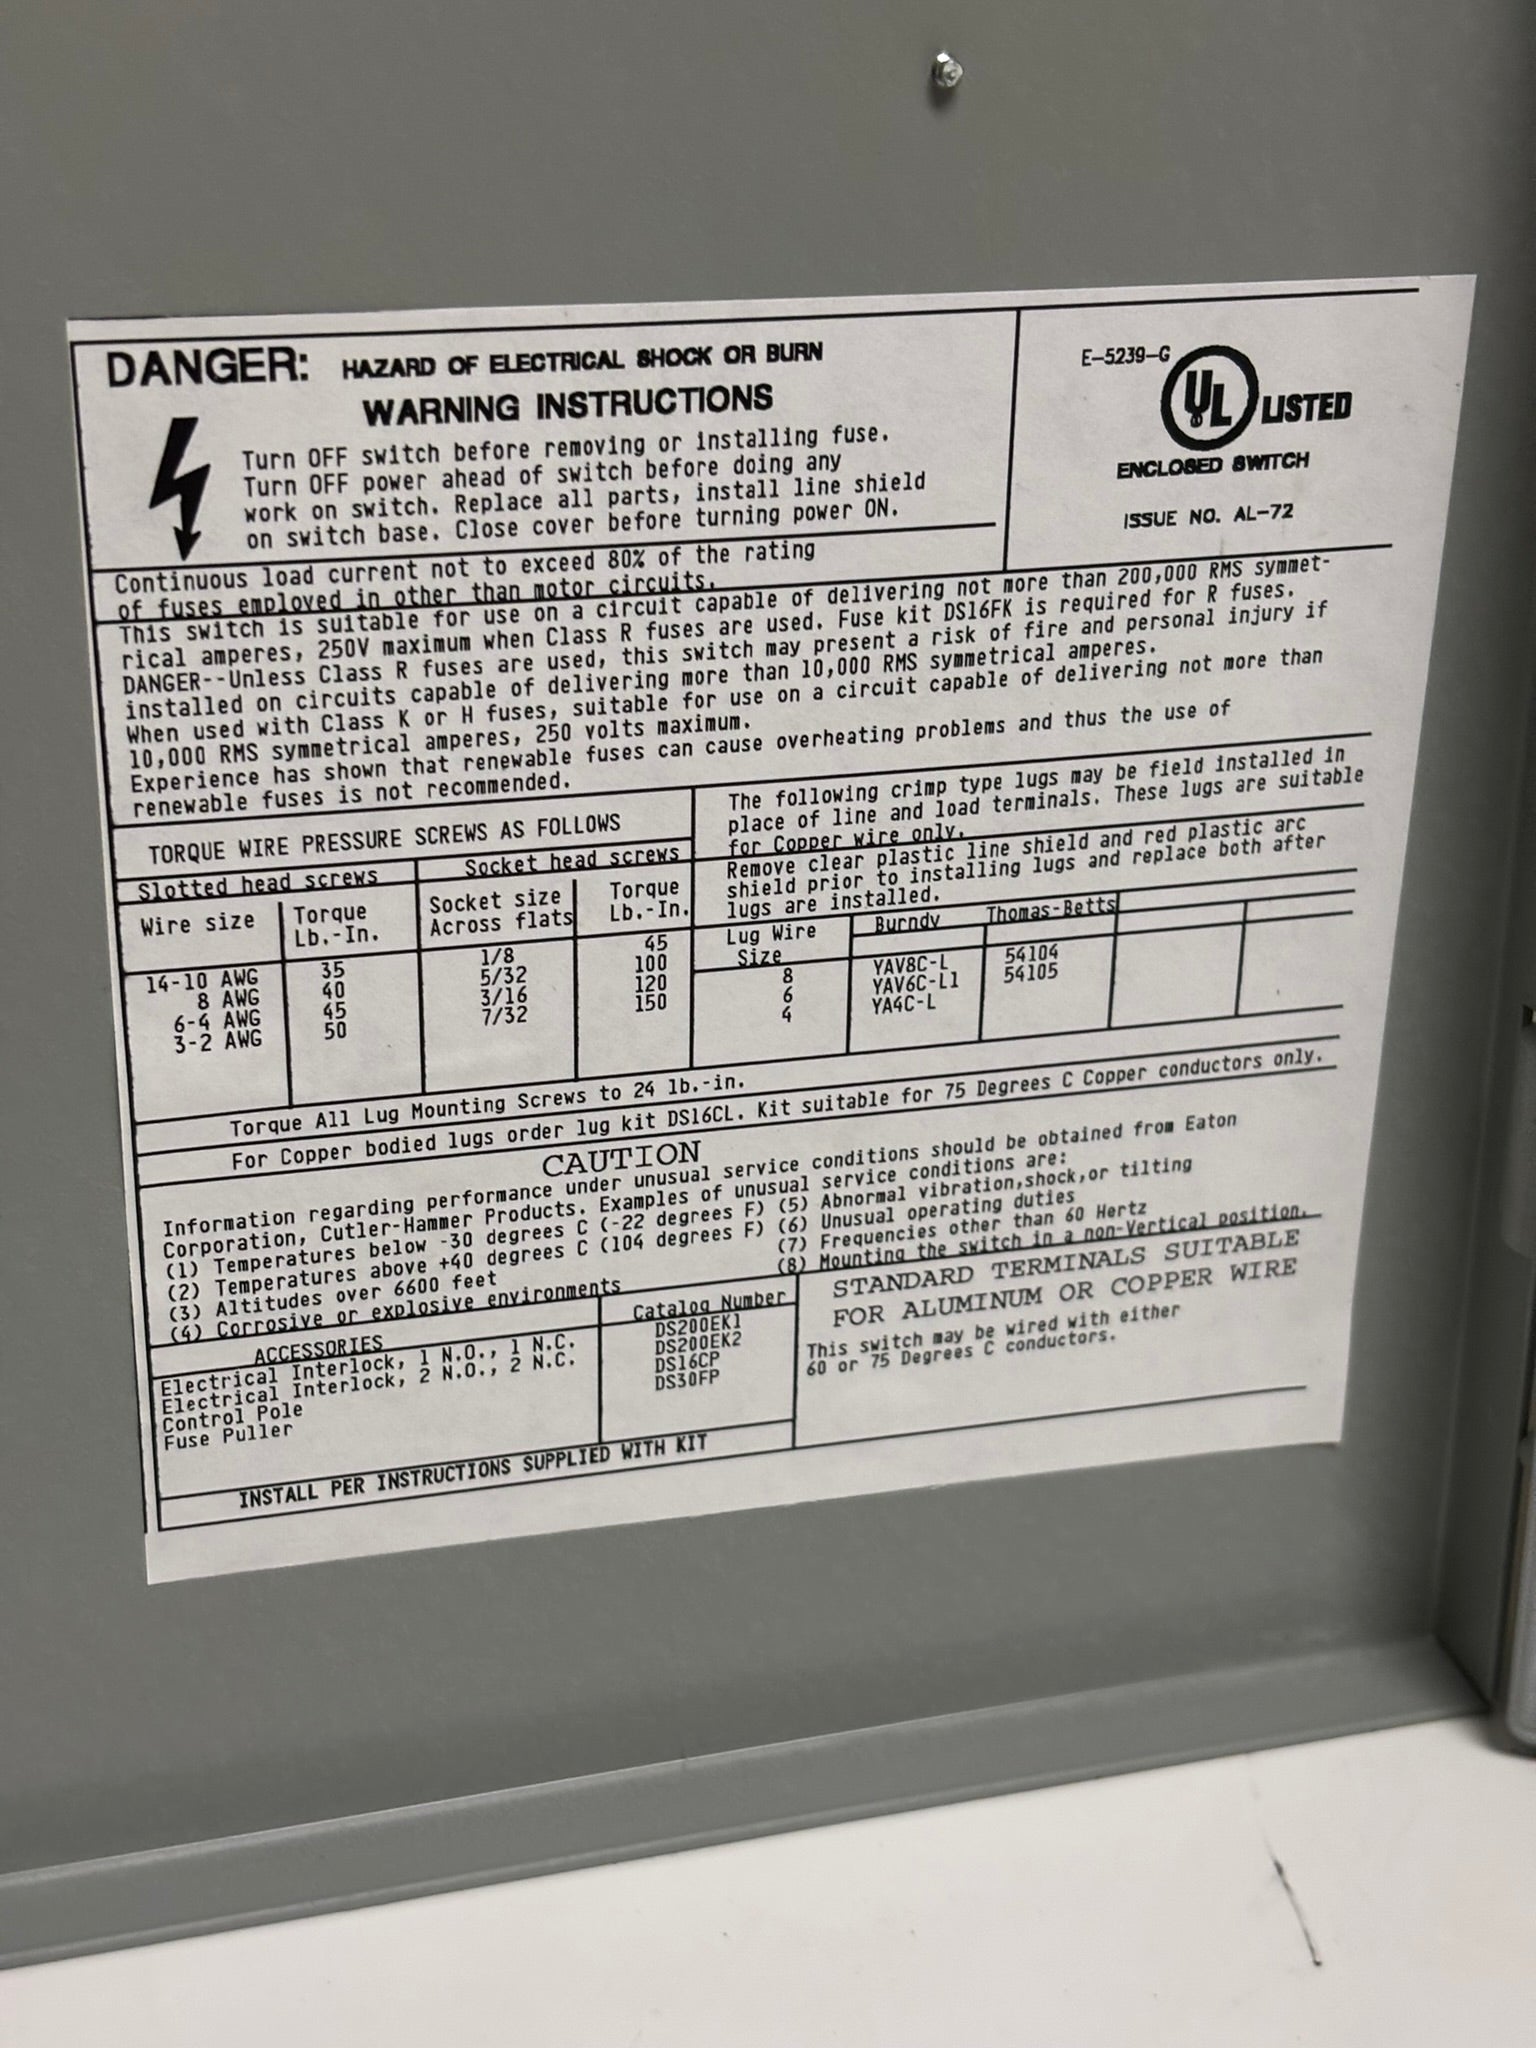 DANGER: HAZARD OF ELECTRICAL SHOCK OR BURN
WARNING INSTRUCTIONS
Turn OFF switch before removing or installing fuse.
Turn OFF power ahead of switch before doing any
work on switch. Replace all parts, install line shield
on switch base. Close cover before turning power ON.
E-5239-G
UL LISTED
ENCLOSED SWITCH
ISSUE NO. AL-72
Continuous load current not to exceed 80% of the rating
of fuses employed in other than motor circuits.
This switch is suitable for use on a circuit capable of delivering not more than 200,000 RMS symmet-
rical amperes, 250V maximum when Class R fuses are used. Fuse kit DS16FK is required for R fuses.
DANGER--Unless Class R fuses are used, this switch may present a risk of fire and personal injury if
installed on circuits capable of delivering more than 10,000 RMS symmetrical amperes.
When used with Class K or H fuses, suitable for use on a circuit capable of delivering not more than
10,000 RMS symmetrical amperes, 250 volts maximum.
Experience has shown that renewable fuses can cause overheating problems and thus the use of
renewable fuses is not recommended.
TORQUE WIRE PRESSURE SCREWS AS FOLLOWS
Slotted head screws Socket head screws
Wire size Torque Lb.-In. Socket size Across flats Torque Lb.-In.
14-10 AWG 35 1/8 45
8 AWG 40 5/32 100
6-4 AWG 45 3/16 120
3-2 AWG 50 7/32 150
The following crimp type lugs may be field installed in
place of line and load terminals. These lugs are suitable
for Copper wire only.
Remove clear plastic line shield and red plastic arc
shield prior to installing lugs and replace both after
lugs are installed.
Lug Wire Size Burndy Thomas-Betts
8 YAV8C-L 54104
6 YAV6C-L1 54105
4 YA4C-L
Torque All Lug Mounting Screws to 24 lb.-in.
For Copper bodied lugs order lug kit DS16CL. Kit suitable for 75 Degrees C Copper conductors only.
CAUTION
Information regarding performance under unusual service conditions should be obtained from Eaton
Corporation, Cutler-Hammer Products. Examples of unusual service conditions are:
(1) Temperatures below -30 degrees C (-22 degrees F)
(2) Temperatures above +40 degrees C (104 degrees F)
(3) Altitudes over 6600 feet
(4) Corrosive or explosive environments
(5) Abnormal vibration,shock,or tilting
(6) Unusual operating duties
(7) Frequencies other than 60 Hertz
(8) Mounting the switch in a non-Vertical position.
ACCESSORIES Catalog Number
Electrical Interlock, 1 N.O., 1 N.C. DS200EK1
Electrical Interlock, 2 N.O., 2 N.C. DS200EK2
Control Pole DS16CP
Fuse Puller DS30FP
INSTALL PER INSTRUCTIONS SUPPLIED WITH KIT
STANDARD TERMINALS SUITABLE
FOR ALUMINUM OR COPPER WIRE
This switch may be wired with either
60 or 75 Degrees C conductors.